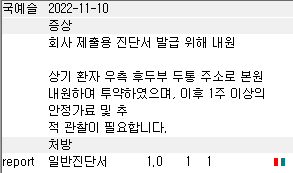 국예술 2022-11-10
증상
회사 제출용 진단서 발급 위해 내원
상기 환자 우측 후두부 두통 주소로 본원
내원하며 투약하였으며, 이후 1주 이상의
안정가료 및 추
적 관찰이 필요합니다.
처방
report 일반진단서 1.0 1 1